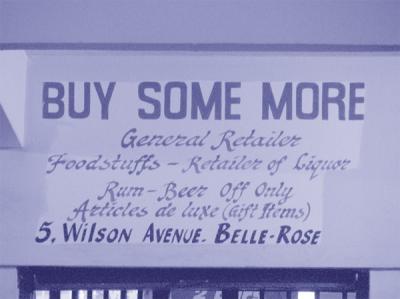 BUY SOME MORE
General Retailer
Foodstuffs - Retailer of Liquor
Rum - Beer Off Only
Articles de luxe (Gift Items)
5, Wilson Avenue. Belle-Rose